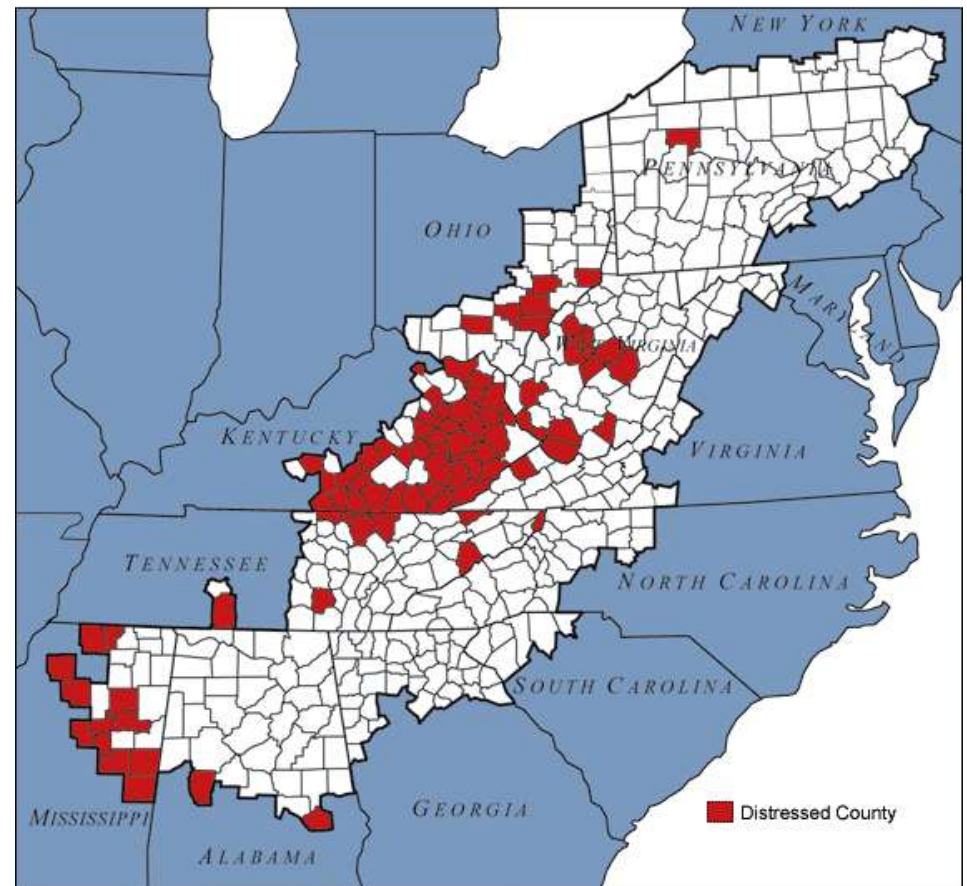 NEW YORK
PENNSYLVANIA
OHIO
MARYLAND
WEST VIRGINIA
KENTUCKY
VIRGINIA
TENNESSEE
NORTH CAROLINA
SOUTH CAROLINA
MISSISSIPPI
GEORGIA
Distressed County
ALABAMA